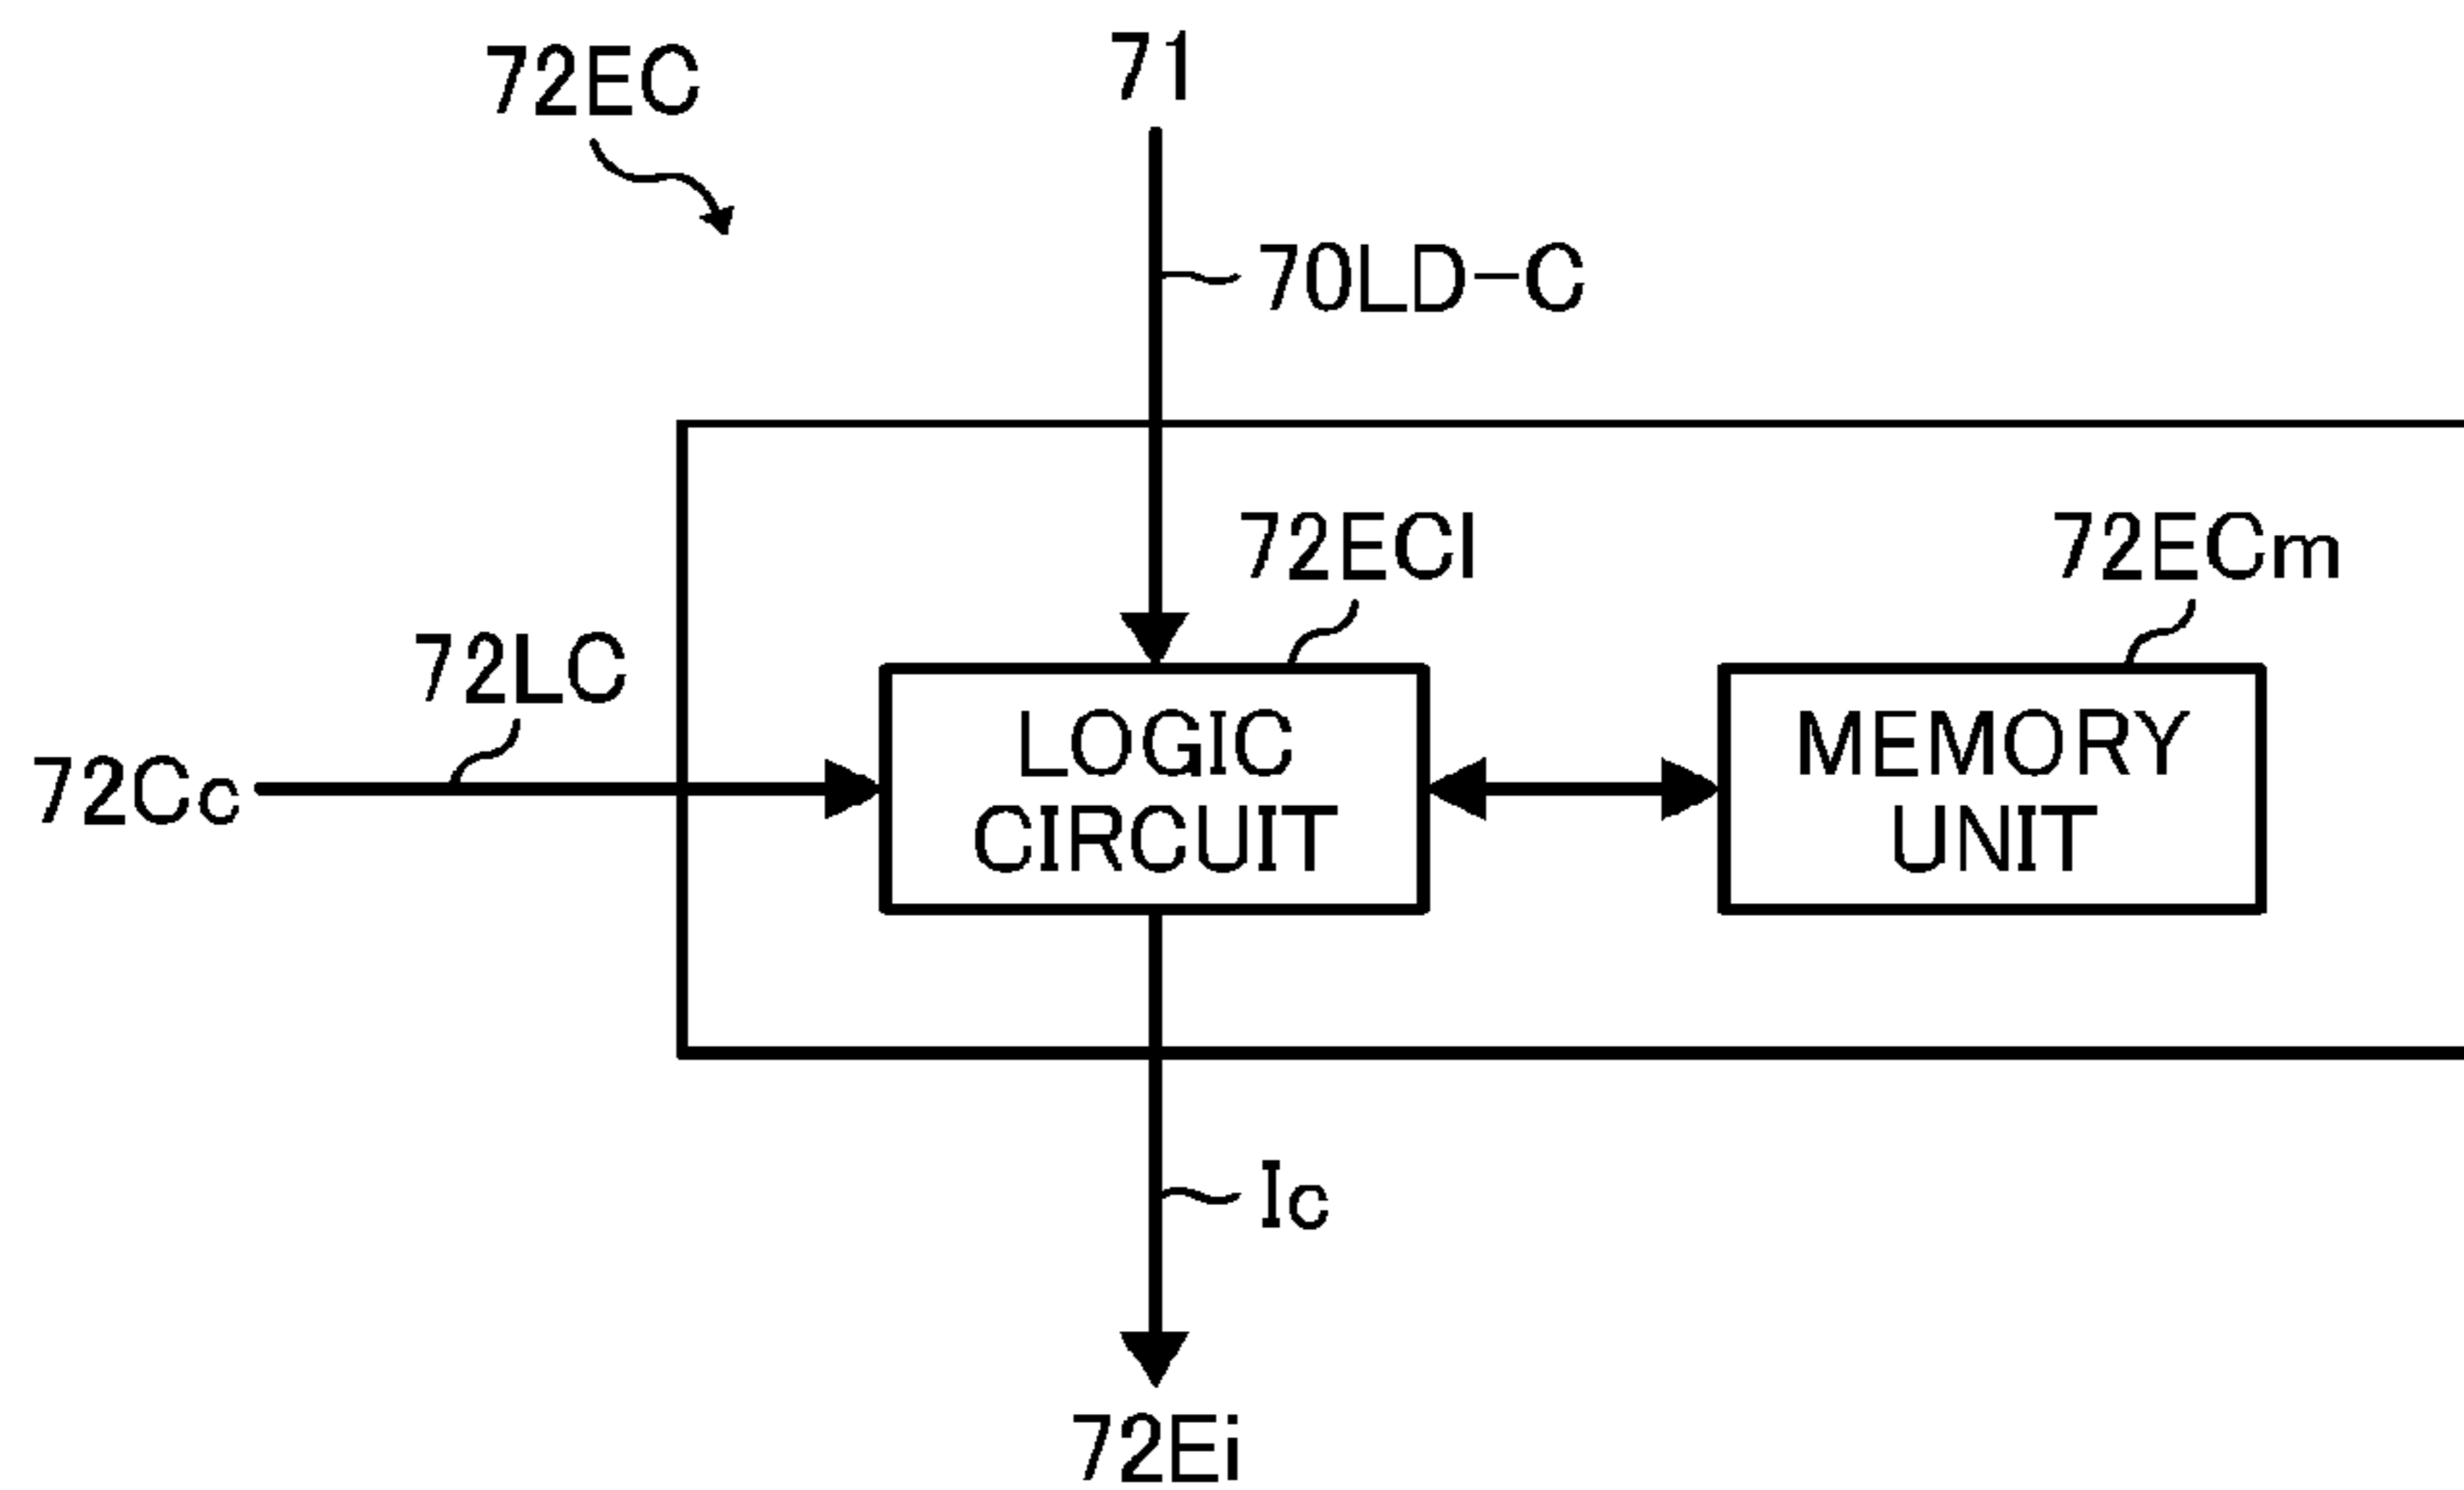 72EC
71
70LD-C
72ECl
72ECm
72LC
72Cc
LOGIC
CIRCUIT
MEMORY
UNIT
Ic
72Ei